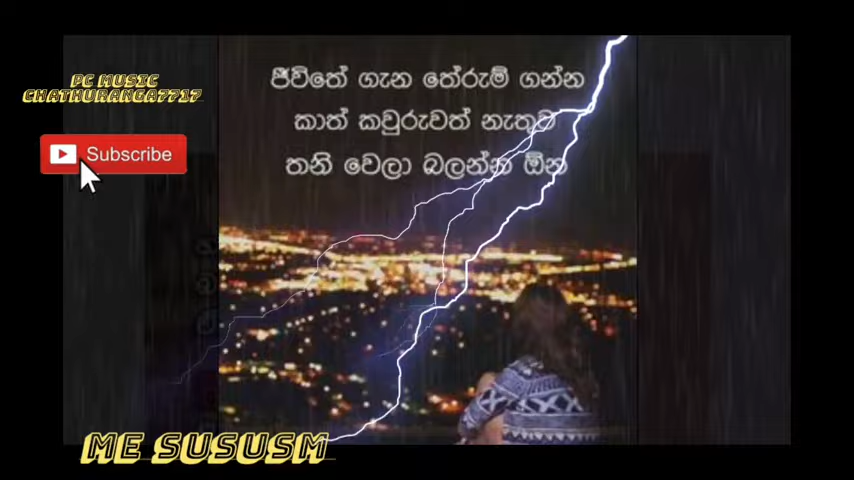 PC MUSIC
CHATHURANGA7717
Subscribe
ජීවිතේ ගැන තේරුම් ගන්න
කාත් කවුරුවත් නැතුව
තනි වෙලා බලන්න ඕන
ME SUSUSM